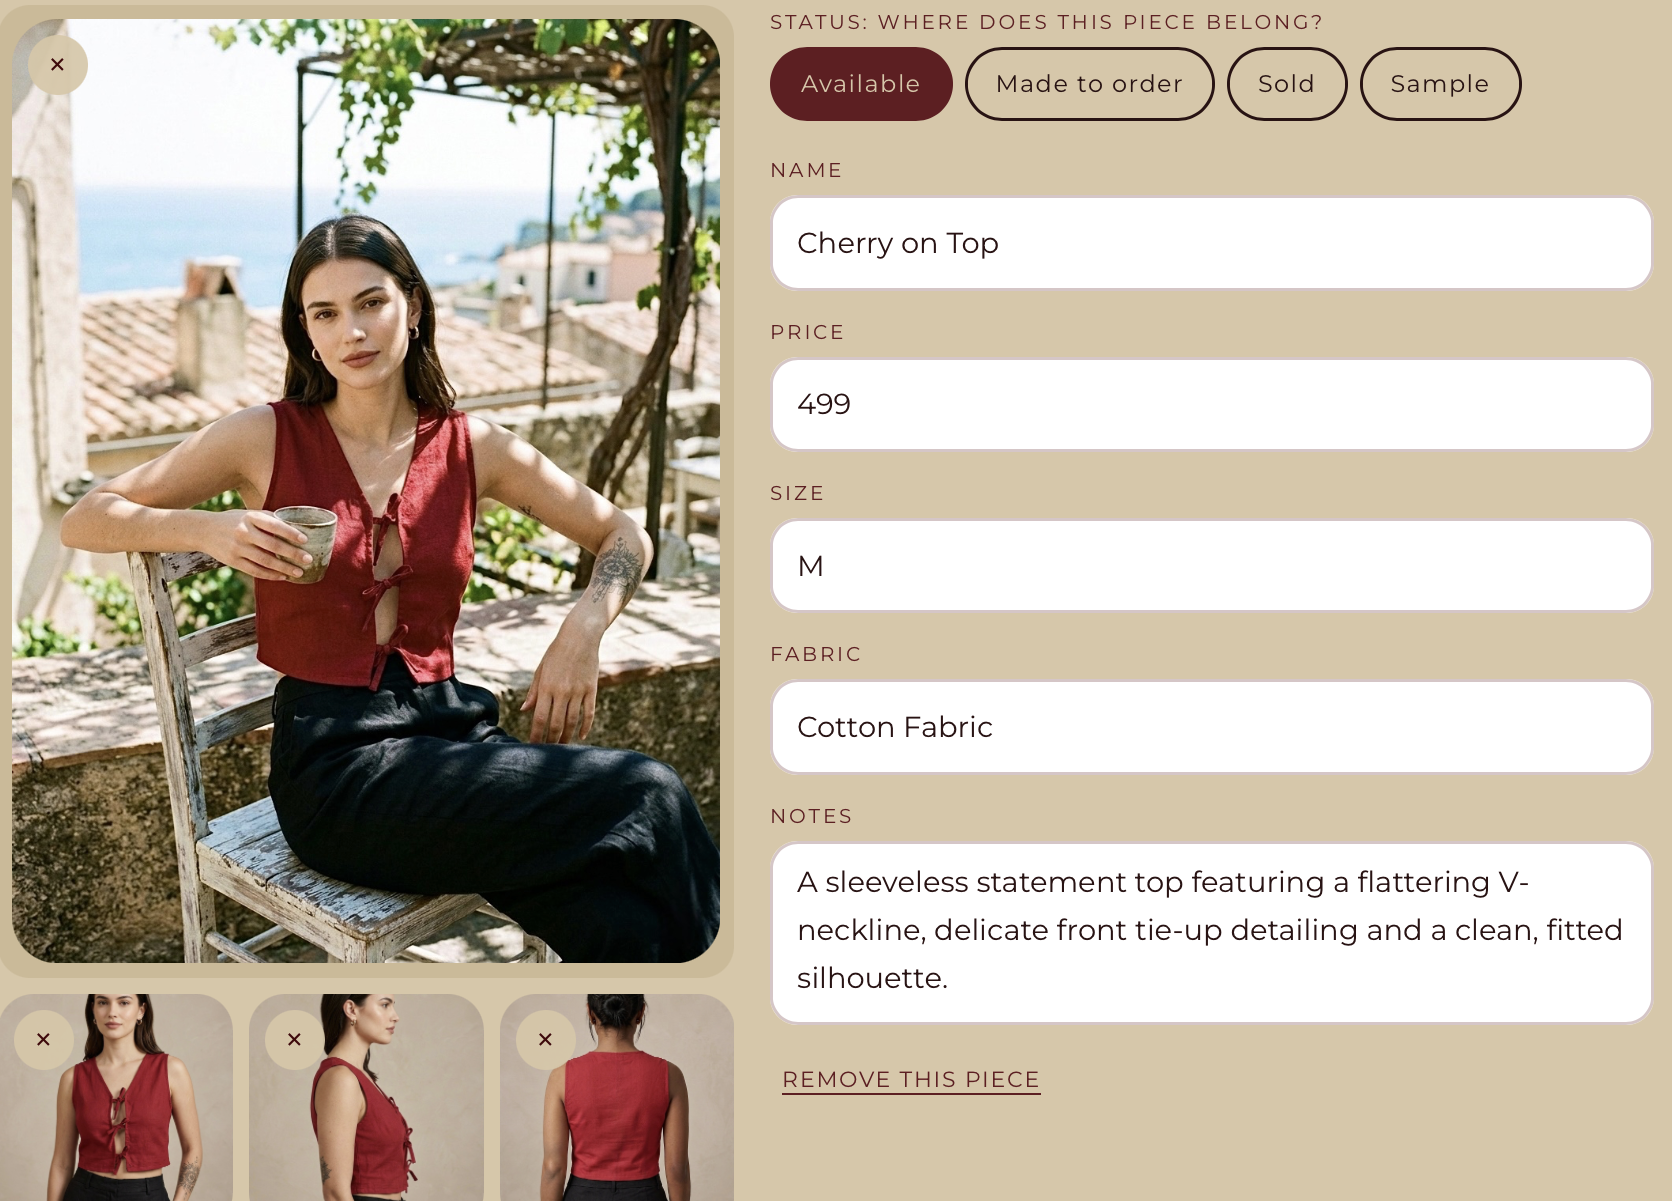 STATUS: WHERE DOES THIS PIECE BELONG?
Available
Made to order
Sold
Sample
NAME
Cherry on Top
PRICE
499
SIZE
M
FABRIC
Cotton Fabric
NOTES
A sleeveless statement top featuring a flattering V-
neckline, delicate front tie-up detailing and a clean, fitted
silhouette.
REMOVE THIS PIECE